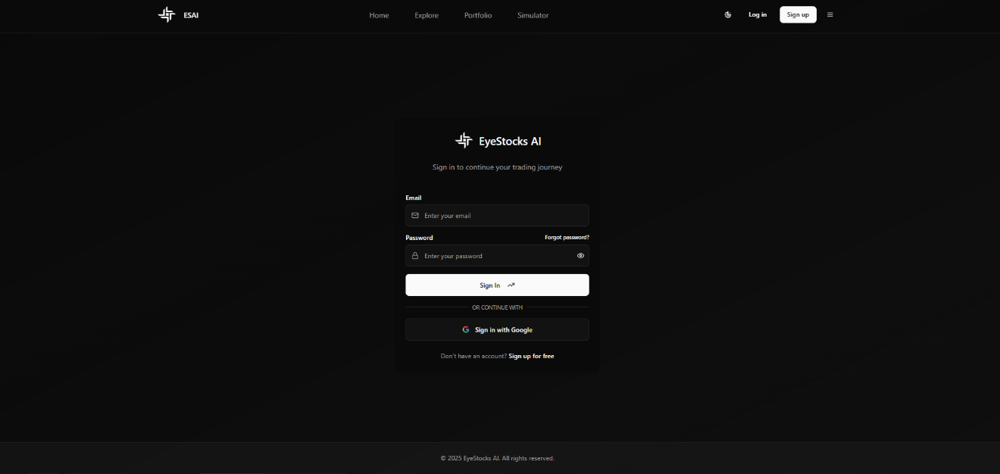 ESAI
Home Explore Portfolio Simulator
Log in Sign up
EyeStocks AI
Sign in to continue your trading journey
Email
Enter your email
Password Forgot password?
Enter your password
Sign In
OR CONTINUE WITH
Sign in with Google
Don't have an account? Sign up for free
© 2025 EyeStocks AI. All rights reserved.